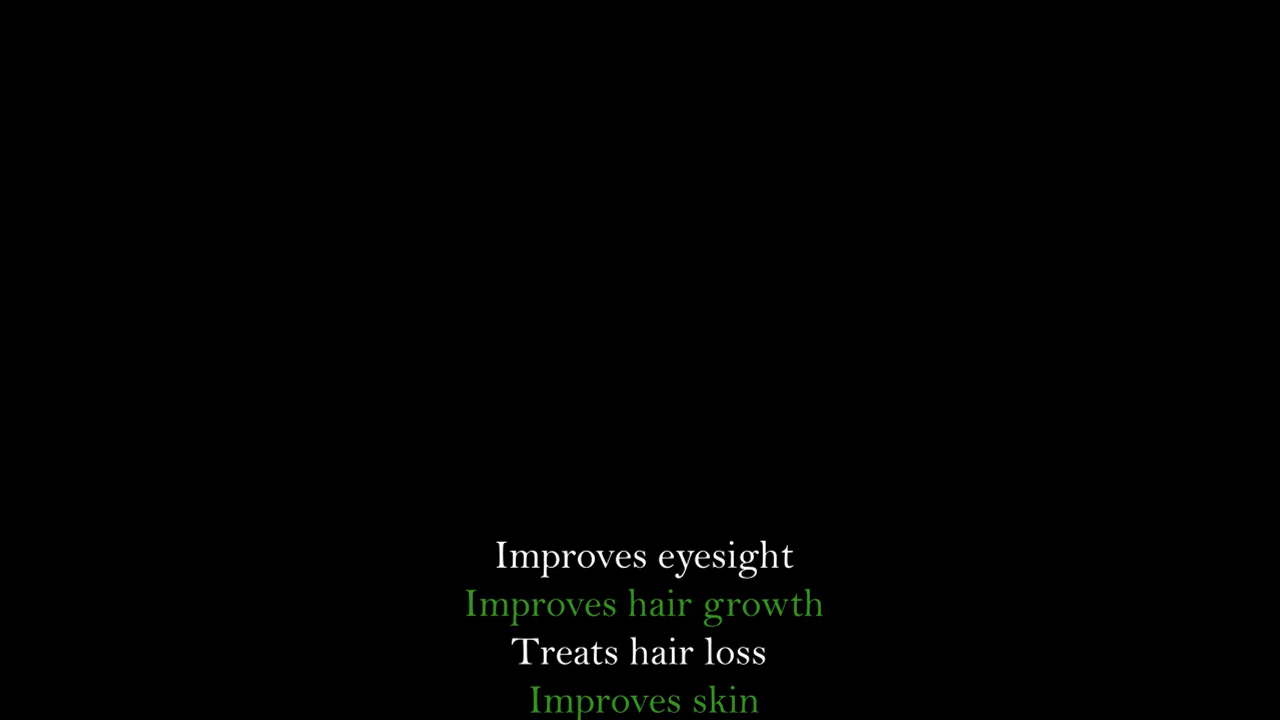 Improves eyesight
Improves hair growth
Treats hair loss
Improves skin